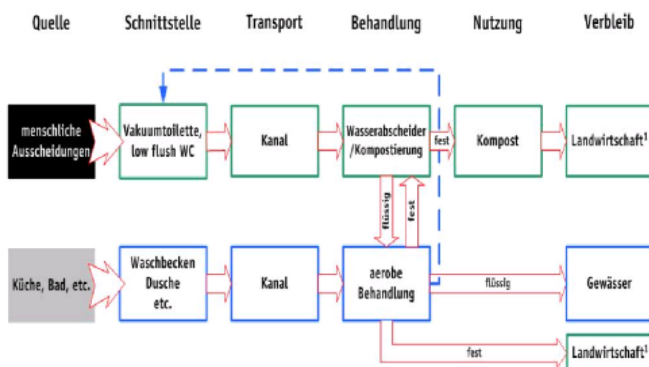 Quelle
Schnittstelle
Transport
Behandlung
Nutzung
Verbleib
menschliche
Ausscheidungen
Vakuumtoilette,
low flush WC
Kanal
Wasserabscheider
/Kompostierung
fest
Kompost
Landwirtschaft¹
flüssig
fest
Küche, Bad, etc.
Waschbecken
Dusche
etc.
Kanal
aerobe
Behandlung
flüssig
Gewässer
fest
Landwirtschaft¹